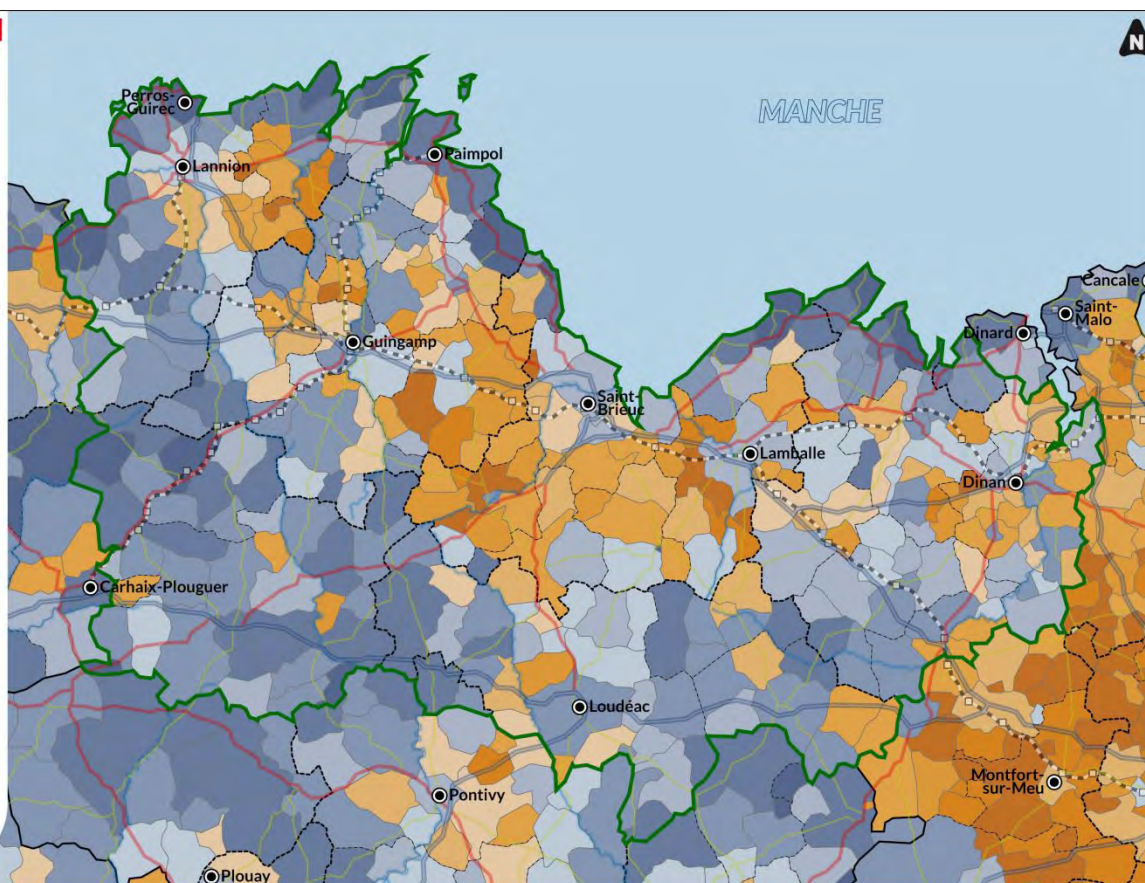 N
MANCHE
Perros-
Guirec
Lannion
Paimpol
Cancale
Saint-
Malo
Dinard
Guingamp
Saint-
Brieuc
Lamballe
Dinan
Carhaix-Plouguer
Loudéac
Montfort-
sur-Meu
Pontivy
Plouay